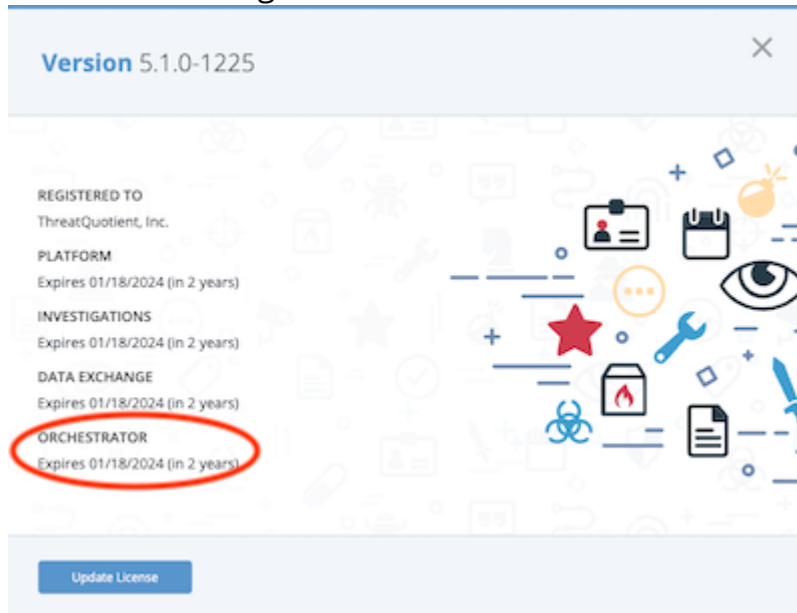 Version 5.1.0-1225
REGISTERED TO
ThreatQuotient, Inc.
PLATFORM
Expires 01/18/2024 (in 2 years)
INVESTIGATIONS
Expires 01/18/2024 (in 2 years)
DATA EXCHANGE
Expires 01/18/2024 (in 2 years)
ORCHESTRATOR
Expires 01/18/2024 (in 2 years)
Update License